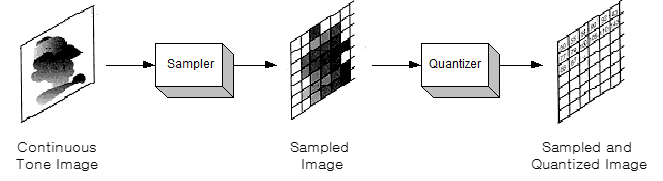 Sampler
Quantizer
Continuous
Tone Image
Sampled
Image
Sampled and
Quantized Image